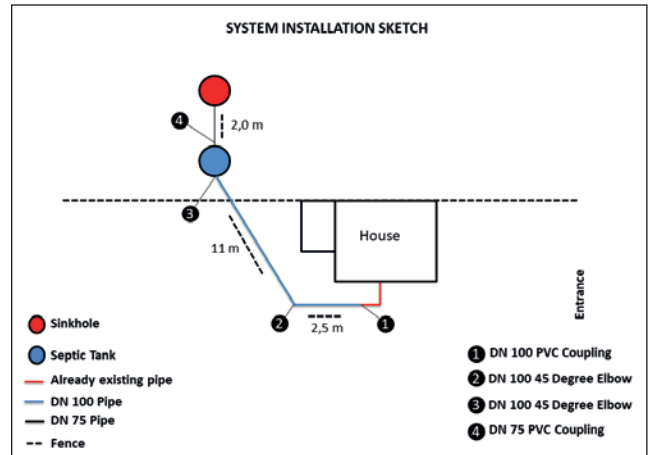 SYSTEM INSTALLATION SKETCH
4
2,0 m
3
11 m
House
2
2,5 m
1
Entrance
Sinkhole
Septic Tank
Already existing pipe
DN 100 Pipe
DN 75 Pipe
Fence
1 DN 100 PVC Coupling
2 DN 100 45 Degree Elbow
3 DN 100 45 Degree Elbow
4 DN 75 PVC Coupling